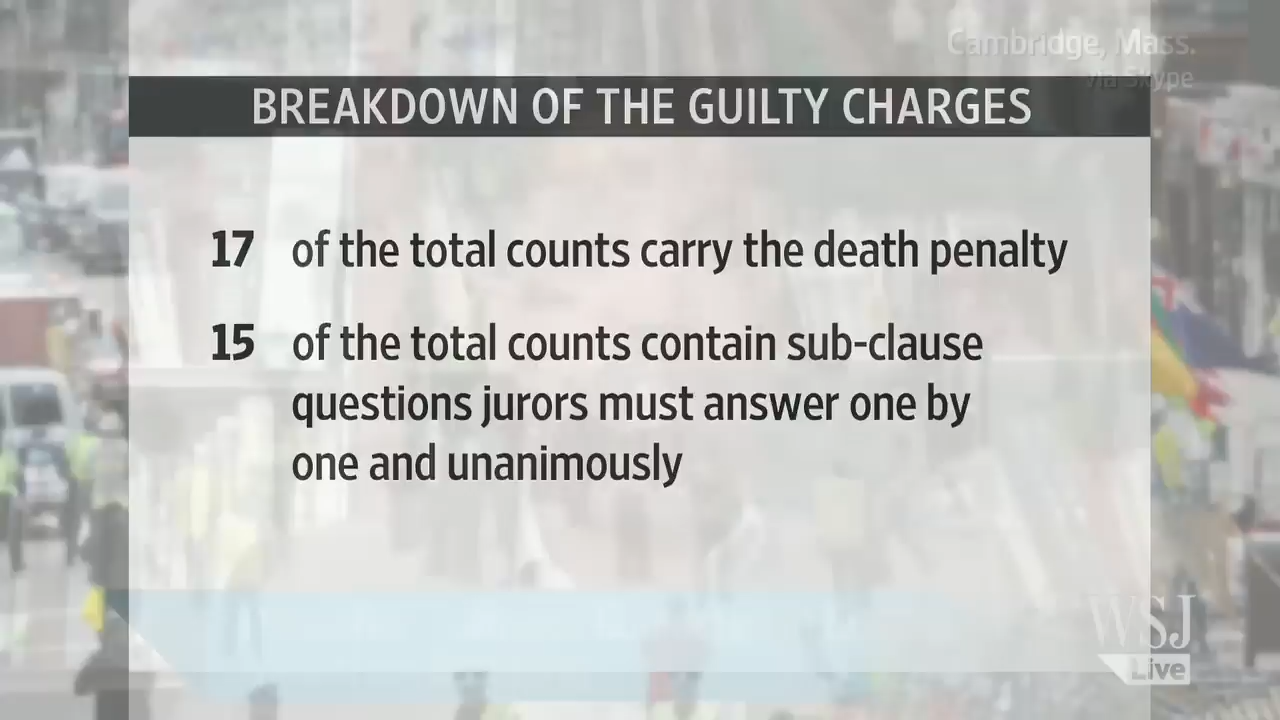 Cambridge, Mass.
via Skype
BREAKDOWN OF THE GUILTY CHARGES
17 of the total counts carry the death penalty
15 of the total counts contain sub-clause
questions jurors must answer one by
one and unanimously
WSJ
Live